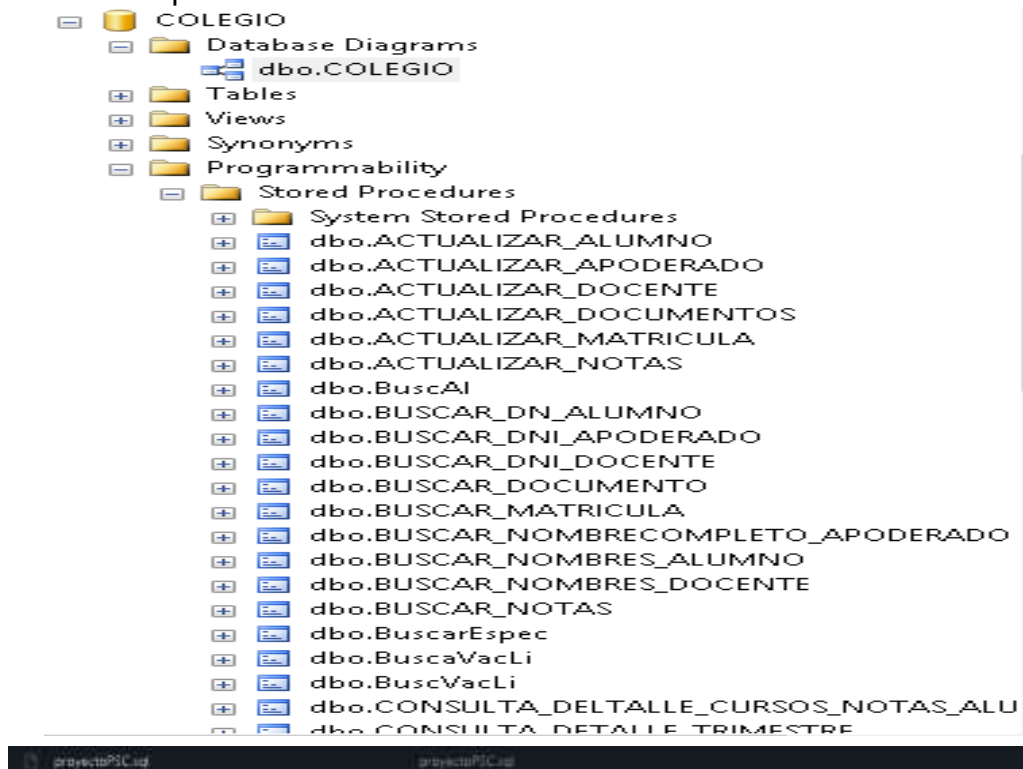 COLEGIO
Database Diagrams
dbo.COLEGIO
Tables
Views
Synonyms
Programmability
Stored Procedures
System Stored Procedures
dbo.ACTUALIZAR_ALUMNO
dbo.ACTUALIZAR_APODERADO
dbo.ACTUALIZAR_DOCENTE
dbo.ACTUALIZAR_DOCUMENTOS
dbo.ACTUALIZAR_MATRICULA
dbo.ACTUALIZAR_NOTAS
dbo.BuscAl
dbo.BUSCAR_DN_ALUMNO
dbo.BUSCAR_DNI_APODERADO
dbo.BUSCAR_DNI_DOCENTE
dbo.BUSCAR_DOCUMENTO
dbo.BUSCAR_MATRICULA
dbo.BUSCAR_NOMBRECOMPLETO_APODERADO
dbo.BUSCAR_NOMBRES_ALUMNO
dbo.BUSCAR_NOMBRES_DOCENTE
dbo.BUSCAR_NOTAS
dbo.BuscarEspec
dbo.BuscaVacLi
dbo.BuscVacLi
dbo.CONSULTA_DELTALLE_CURSOS_NOTAS_ALU
dbo.CONSULTA_DETALLE_TRIMESTRE
proyectoPSC.sql proyectoPSC.sql